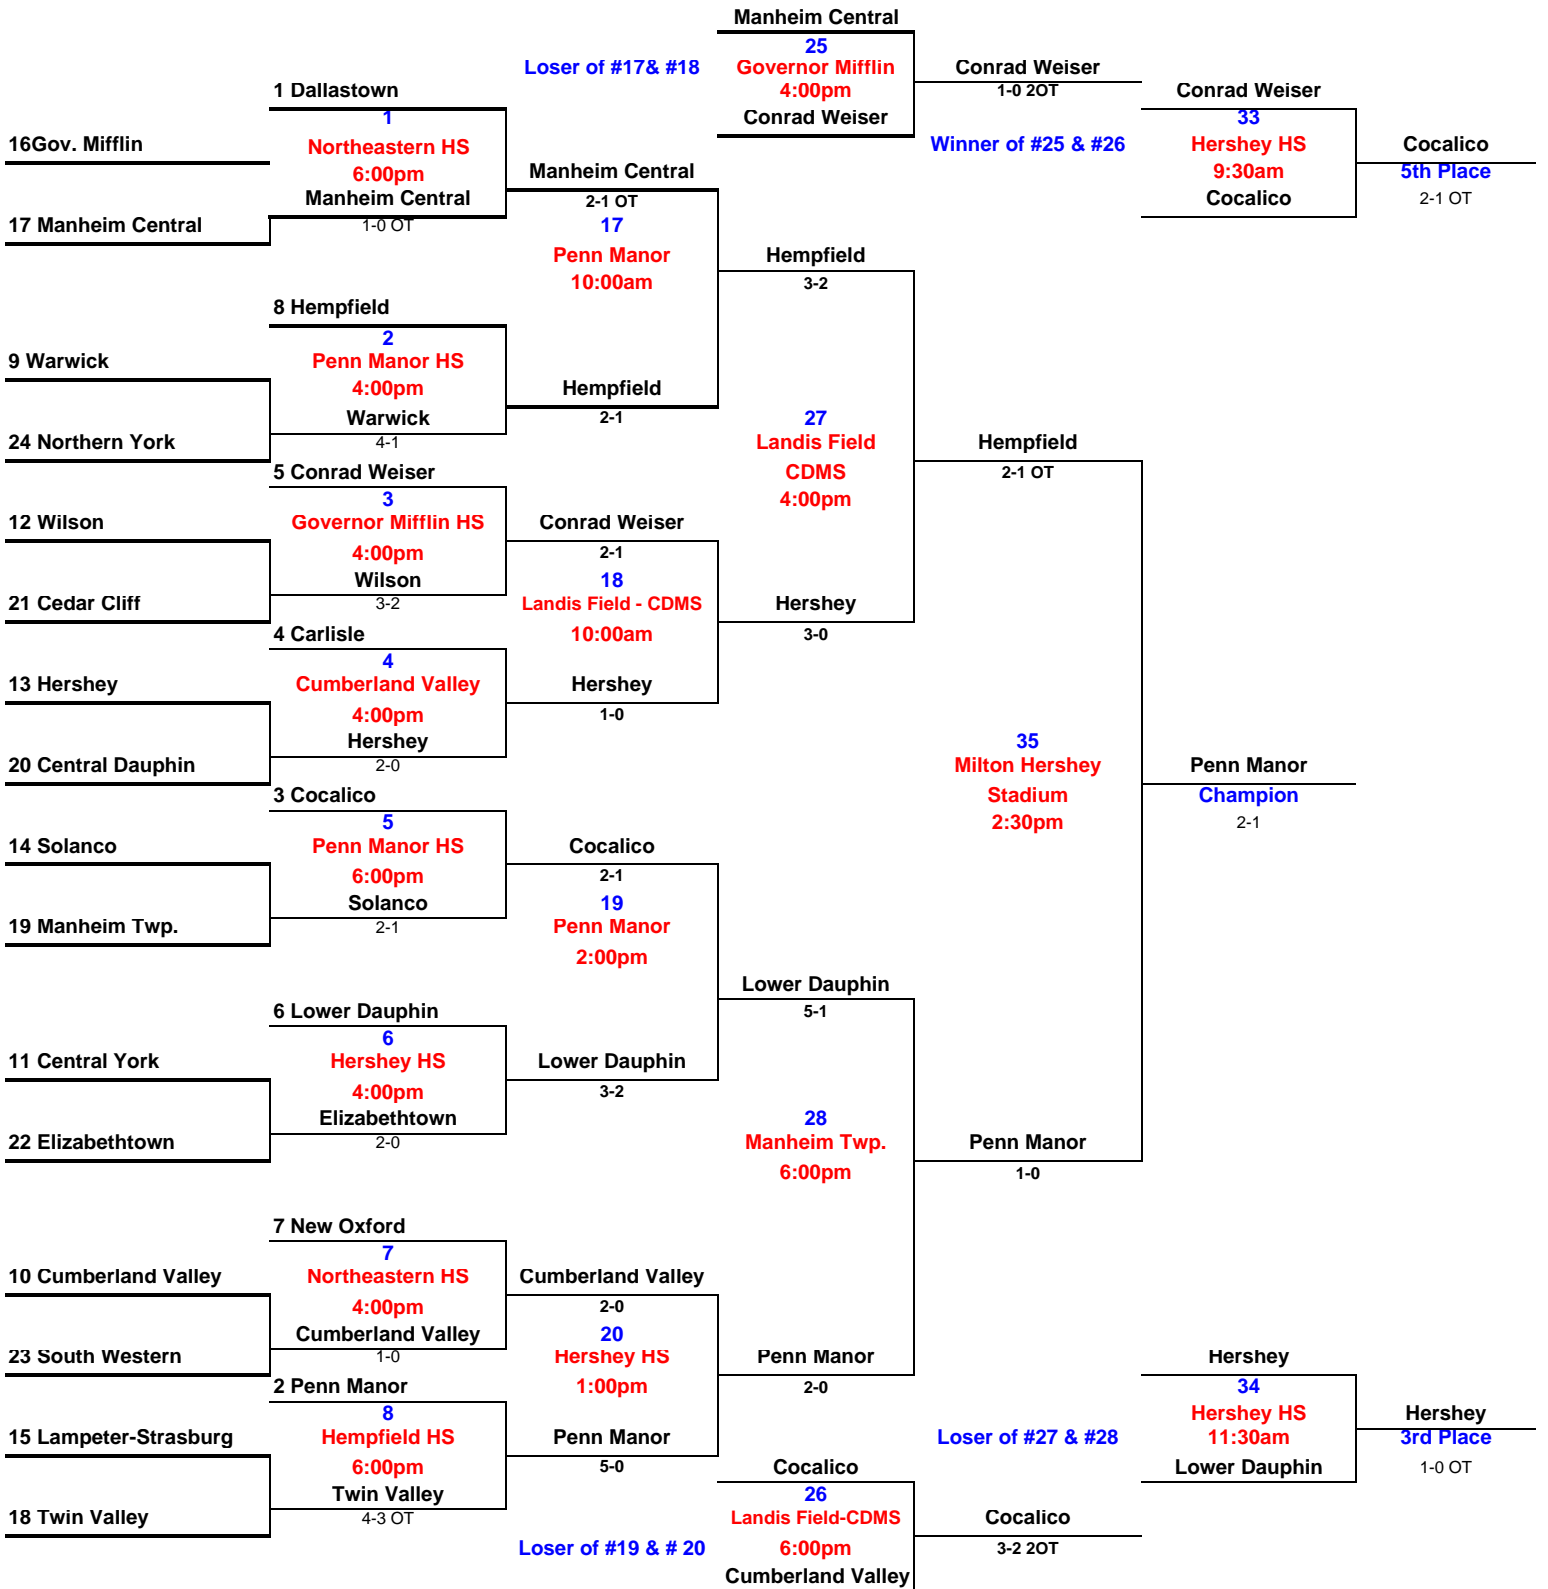 Manheim Central
25
Loser of #17& #18
Governor Mifflin
Conrad Weiser
4:00pm
1-0 2OT
1 Dallastown
Conrad Weiser
Conrad Weiser
1
33
16Gov. Mifflin
Northeastern HS
Winner of #25 & #26
Hershey HS
Cocalico
6:00pm
Manheim Central
9:30am
5th Place
Manheim Central
2-1 OT
Cocalico
2-1 OT
17 Manheim Central
1-0 OT
17
Penn Manor
Hempfield
10:00am
3-2
8 Hempfield
2
9 Warwick
Penn Manor HS
4:00pm
Hempfield
Warwick
2-1
27
24 Northern York
4-1
Landis Field
Hempfield
5 Conrad Weiser
CDMS
2-1 OT
3
4:00pm
12 Wilson
Governor Mifflin HS
Conrad Weiser
4:00pm
2-1
Wilson
18
21 Cedar Cliff
3-2
Landis Field - CDMS
Hershey
4 Carlisle
10:00am
3-0
4
13 Hershey
Cumberland Valley
Hershey
4:00pm
1-0
Hershey
35
20 Central Dauphin
2-0
Milton Hershey
Penn Manor
3 Cocalico
Stadium
Champion
5
2:30pm
2-1
14 Solanco
Penn Manor HS
Cocalico
6:00pm
2-1
Solanco
19
19 Manheim Twp.
2-1
Penn Manor
2:00pm
Lower Dauphin
6 Lower Dauphin
5-1
6
11 Central York
Hershey HS
Lower Dauphin
4:00pm
3-2
Elizabethtown
28
22 Elizabethtown
2-0
Manheim Twp.
Penn Manor
6:00pm
1-0
7 New Oxford
7
10 Cumberland Valley
Northeastern HS
Cumberland Valley
4:00pm
2-0
Cumberland Valley
20
23 South Western
1-0
Hershey HS
Penn Manor
Hershey
2 Penn Manor
1:00pm
2-0
34
8
Hershey HS
Hershey
15 Lampeter-Strasburg
Hempfield HS
Penn Manor
Loser of #27 & #28
11:30am
3rd Place
6:00pm
5-0
Cocalico
Lower Dauphin
1-0 OT
Twin Valley
26
18 Twin Valley
4-3 OT
Landis Field-CDMS
Cocalico
Loser of #19 & # 20
6:00pm
3-2 2OT
Cumberland Valley